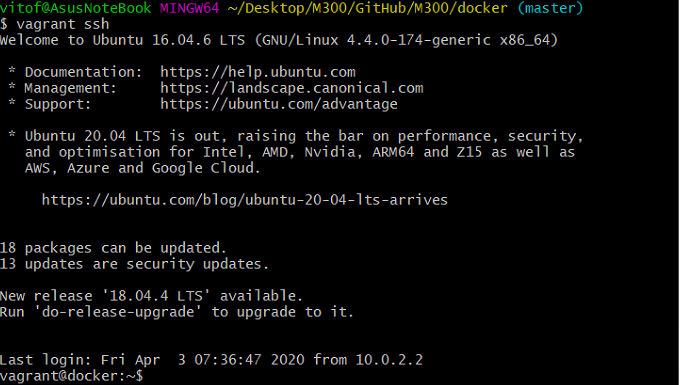 vitof@AsusNoteBook MINGW64 ~/Desktop/M300/GitHub/M300/docker (master)
$ vagrant ssh
Welcome to Ubuntu 16.04.6 LTS (GNU/Linux 4.4.0-174-generic x86_64)
* Documentation:  https://help.ubuntu.com
* Management:     https://landscape.canonical.com
* Support:        https://ubuntu.com/advantage
* Ubuntu 20.04 LTS is out, raising the bar on performance, security,
and optimisation for Intel, AMD, Nvidia, ARM64 and Z15 as well as
AWS, Azure and Google Cloud.
https://ubuntu.com/blog/ubuntu-20-04-lts-arrives
18 packages can be updated.
13 updates are security updates.
New release '18.04.4 LTS' available.
Run 'do-release-upgrade' to upgrade to it.
Last login: Fri Apr  3 07:36:47 2020 from 10.0.2.2
vagrant@docker:~$